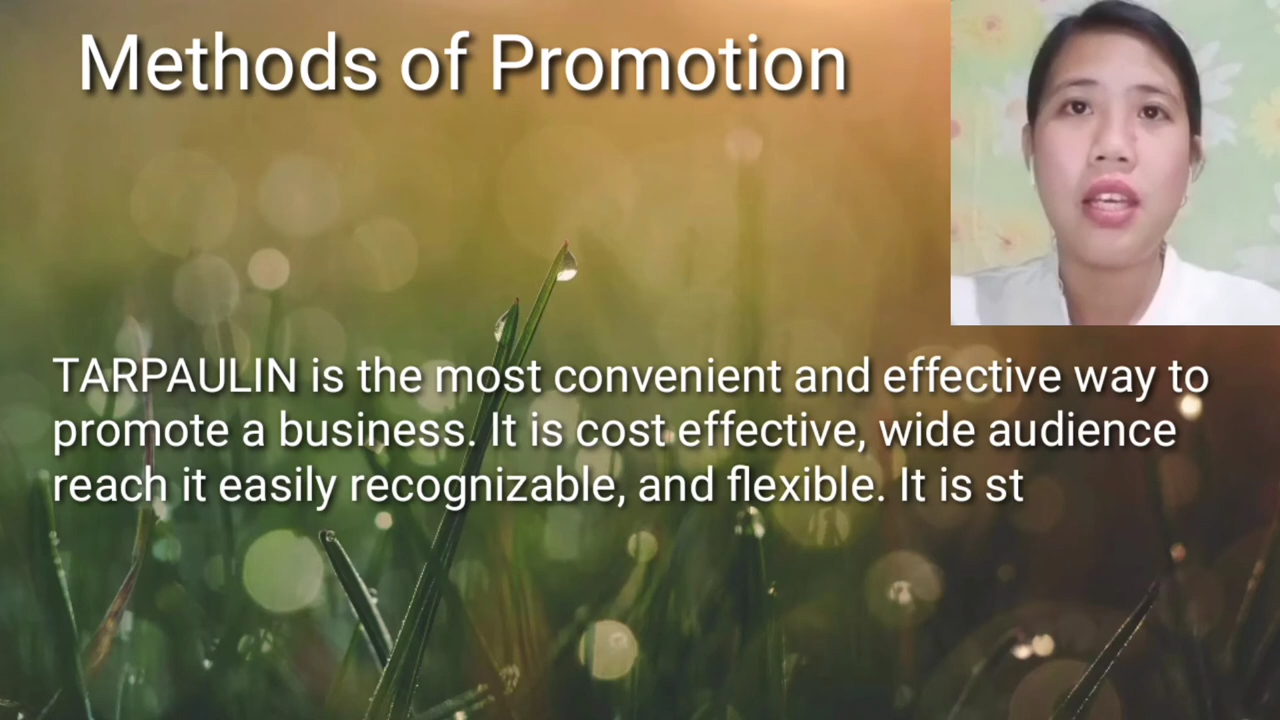 Methods of Promotion
TARPAULIN is the most convenient and effective way to
promote a business. It is cost effective, wide audience
reach it easily recognizable, and flexible. It is st